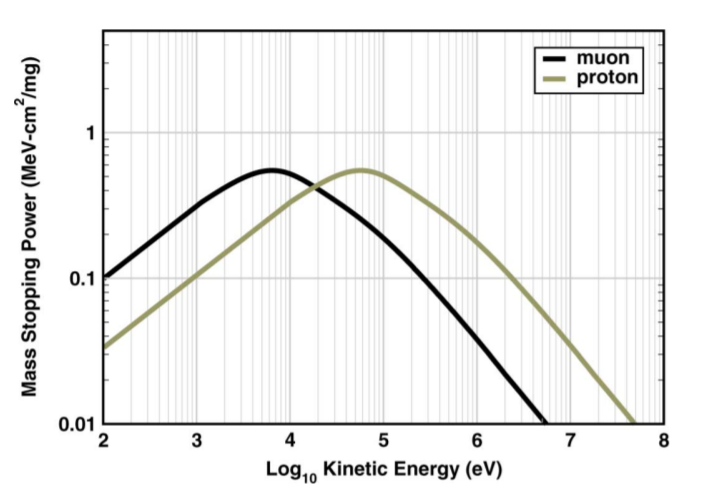 muon
proton
Mass Stopping Power (MeV-cm²/mg)
1
0.1
0.01
2 3 4 5 6 7 8
Log₁₀ Kinetic Energy (eV)